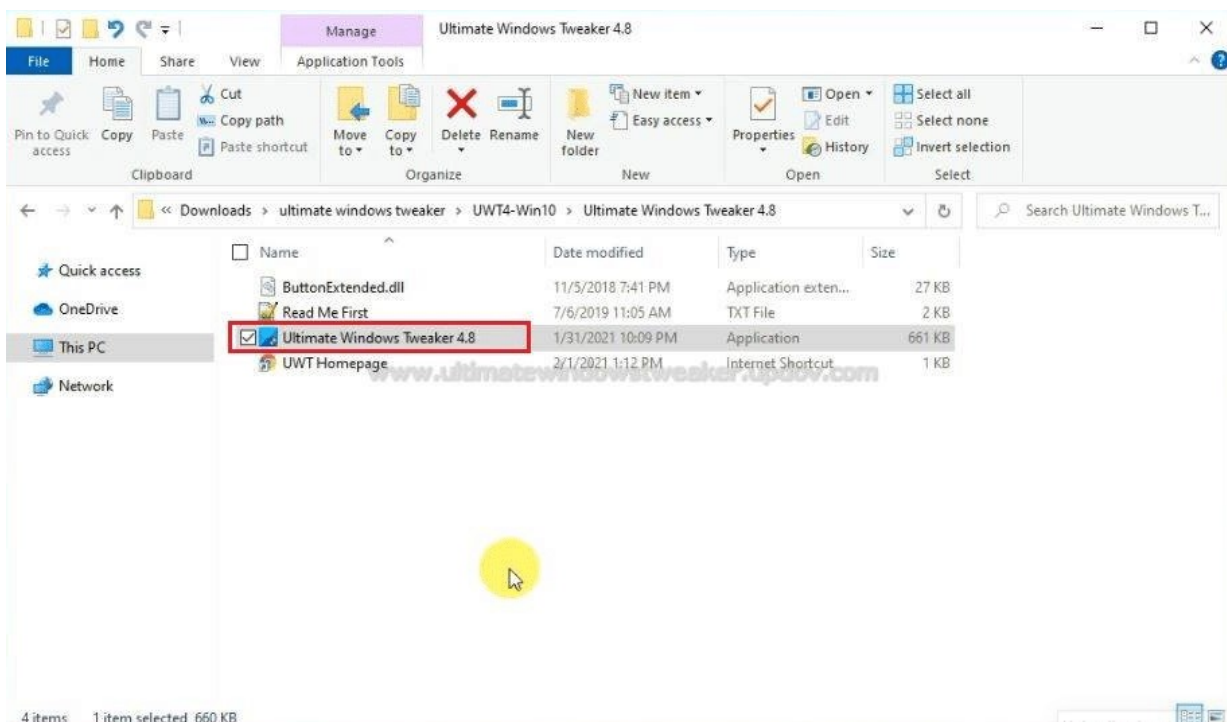 Manage
Ultimate Windows Tweaker 4.8
File Home Share View Application Tools
Pin to Quick access
Copy
Paste
Cut
Copy path
Paste shortcut
Clipboard
Move to
Copy to
Delete
Rename
Organize
New folder
New item
Easy access
New
Properties
Open
Edit
History
Open
Select all
Select none
Invert selection
Select
« Downloads > ultimate windows tweaker > UWT4-Win10 > Ultimate Windows Tweaker 4.8
Search Ultimate Windows T...
Quick access
OneDrive
This PC
Network
Name Date modified Type Size
ButtonExtended.dll 11/5/2018 7:41 PM Application exten... 27 KB
Read Me First 7/6/2019 11:05 AM TXT File 2 KB
Ultimate Windows Tweaker 4.8 1/31/2021 10:09 PM Application 661 KB
UWT Homepage 2/1/2021 1:12 PM Internet Shortcut 1 KB
www.ultimatewindowstweaker.updov.com
4 items 1 item selected 660 KB